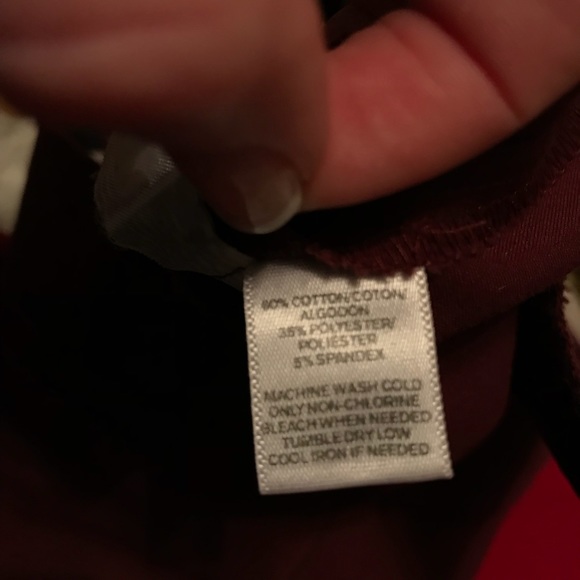 60% COTTON/COTON/
ALGODON
35% POLYESTER/
POLIÉSTER
5% SPANDEX
MACHINE WASH COLD
ONLY NON-CHLORINE
BLEACH WHEN NEEDED
TUMBLE DRY LOW
COOL IRON IF NEEDED